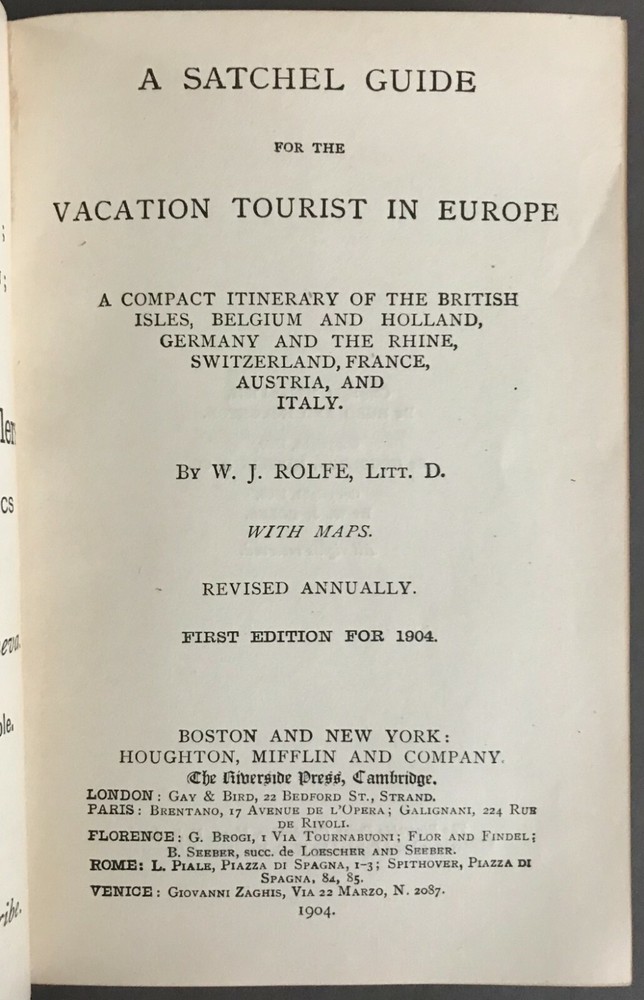 A SATCHEL GUIDE
FOR THE
VACATION TOURIST IN EUROPE
A COMPACT ITINERARY OF THE BRITISH
ISLES, BELGIUM AND HOLLAND,
GERMANY AND THE RHINE,
SWITZERLAND, FRANCE,
AUSTRIA, AND
ITALY.
By W. J. ROLFE, Litt. D.
WITH MAPS.
REVISED ANNUALLY.
FIRST EDITION FOR 1904.
BOSTON AND NEW YORK:
HOUGHTON, MIFFLIN AND COMPANY.
The Riverside Press, Cambridge.
LONDON: Gay & Bird, 22 Bedford St., Strand.
PARIS: Brentano, 17 Avenue de l'Opera; Galignani, 224 Rue
de Rivoli.
FLORENCE: G. Brogi, 1 Via Tournabuoni; Flor and Findel;
B. Seeber, succ. de Loescher and Seeber.
ROME: L. Piale, Piazza di Spagna, 1-3; Spithover, Piazza di
Spagna, 84, 85.
VENICE: Giovanni Zaghis, Via 22 Marzo, N. 2087.
1904.